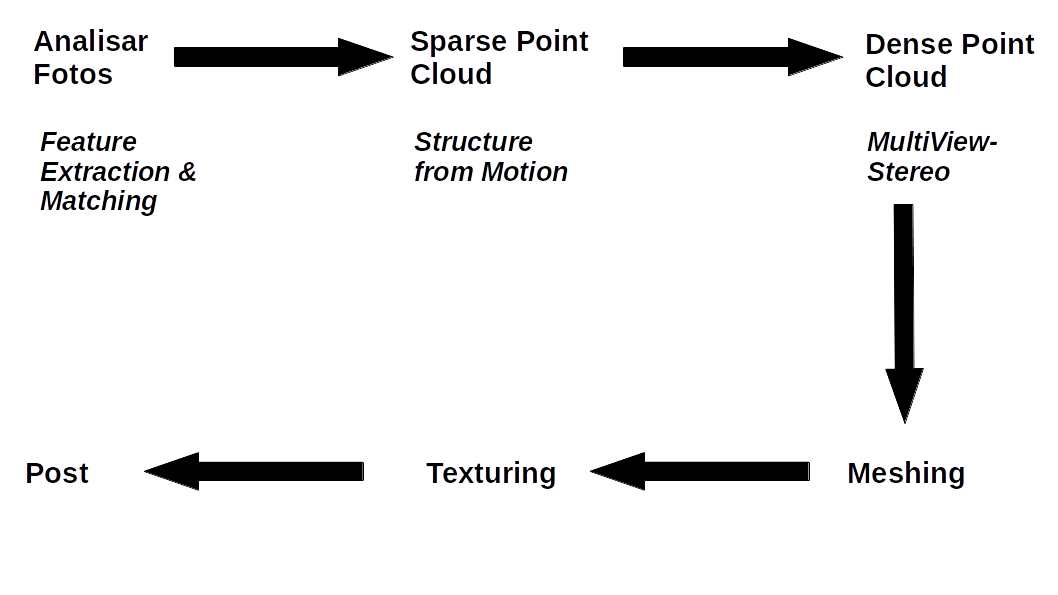 Analisar
Fotos
Sparse Point
Cloud
Dense Point
Cloud
Feature
Extraction &
Matching
Structure
from Motion
MultiView-
Stereo
Post
Texturing
Meshing